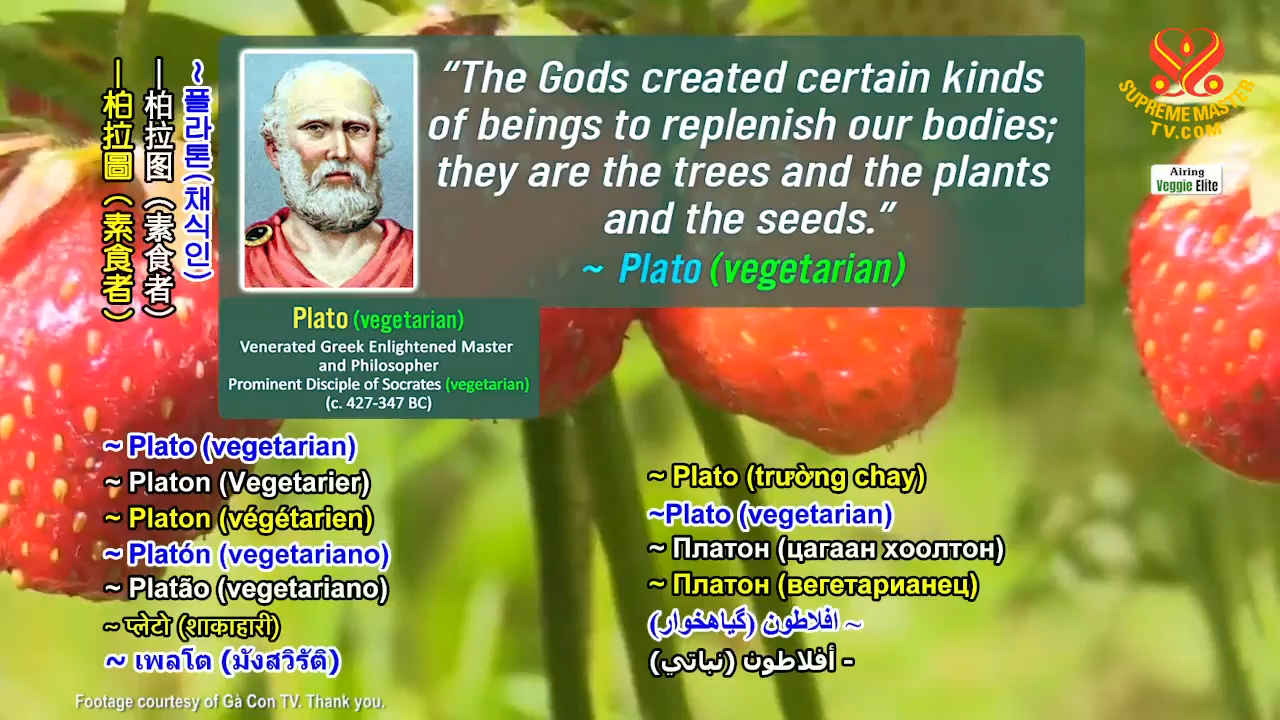 "The Gods created certain kinds
of beings to replenish our bodies;
they are the trees and the plants
and the seeds."
~ Plato (vegetarian)
Plato (vegetarian)
Venerated Greek Enlightened Master
and Philosopher
Prominent Disciple of Socrates (vegetarian)
(c. 427-347 BC)
SUPREME MASTER
TV.COM
Airing
Veggie Elite
~플라톤(채식인)
—柏拉图（素食者）
—柏拉圖（素食者）
~ Plato (vegetarian)
~ Platon (Vegetarier)
~ Platon (végétarien)
~ Platón (vegetariano)
~ Platão (vegetariano)
~ प्लेटो (शाकाहारी)
~ เพลโต (มังสวิรัติ)
~ Plato (trường chay)
~Plato (vegetarian)
~ Платон (цагаан хоолтон)
~ Платон (вегетарианец)
~ افلاطون (گیاهخوار)
- أفلاطون (نباتي)
Footage courtesy of Gà Con TV. Thank you.